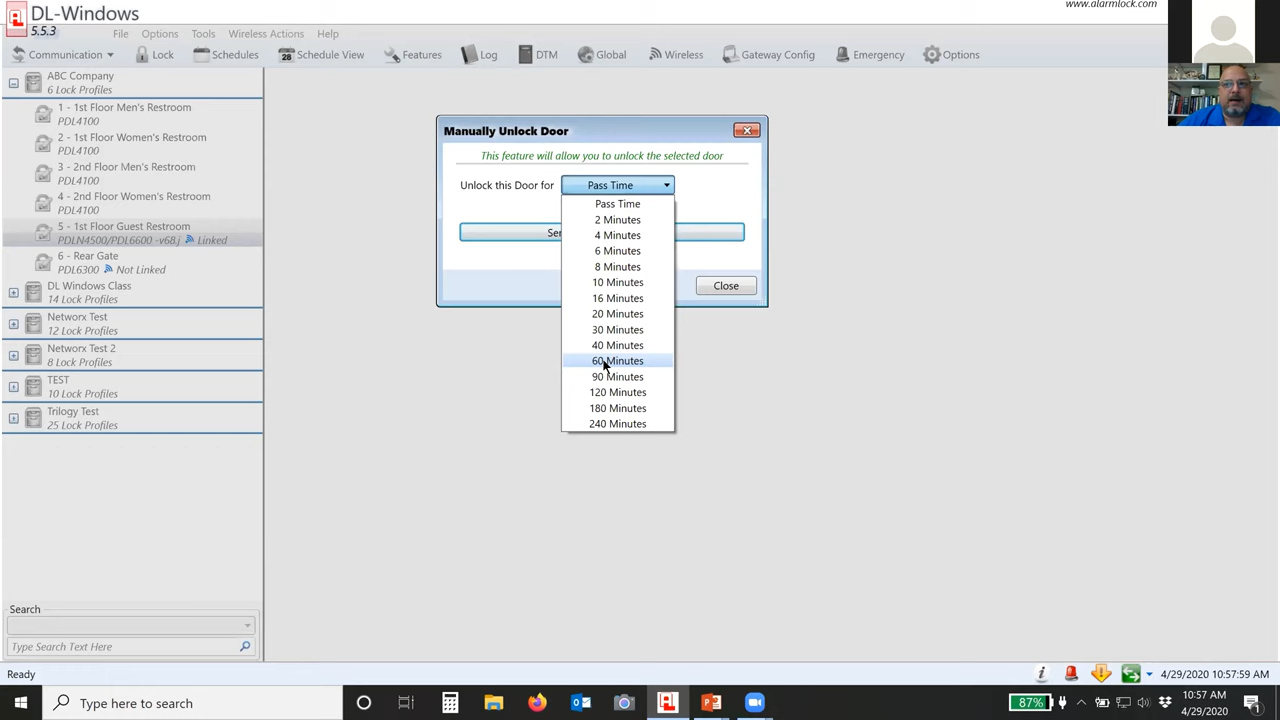 DL-Windows
5.5.3
www.alarmlock.com
File Options Tools Wireless Actions Help
Communication Lock Schedules 28 Schedule View Features Log DTM Global Wireless Gateway Config Emergency Options
ABC Company
6 Lock Profiles
1 - 1st Floor Men's Restroom
PDL4100
2 - 1st Floor Women's Restroom
PDL4100
3 - 2nd Floor Men's Restroom
PDL4100
4 - 2nd Floor Women's Restroom
PDL4100
5 - 1st Floor Guest Restroom
PDLN4500/PDL6600 -v68.j Linked
6 - Rear Gate
PDL6300 Not Linked
DL Windows Class
14 Lock Profiles
Networx Test
12 Lock Profiles
Networx Test 2
8 Lock Profiles
TEST
10 Lock Profiles
Trilogy Test
25 Lock Profiles
Manually Unlock Door
This feature will allow you to unlock the selected door
Unlock this Door for Pass Time
Pass Time
2 Minutes
4 Minutes
6 Minutes
8 Minutes
10 Minutes
16 Minutes
20 Minutes
30 Minutes
40 Minutes
60 Minutes
90 Minutes
120 Minutes
180 Minutes
240 Minutes
Close
Search
Type Search Text Here
Ready
4/29/2020 10:57:59 AM
Type here to search
87%
10:57 AM
4/29/2020
1